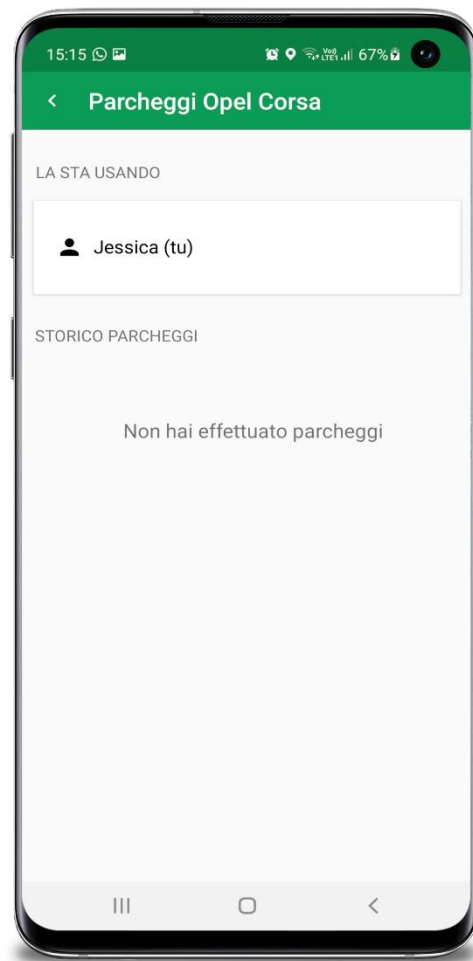 15:15 67%
Parcheggi Opel Corsa
LA STA USANDO
Jessica (tu)
STORICO PARCHEGGI
Non hai effettuato parcheggi